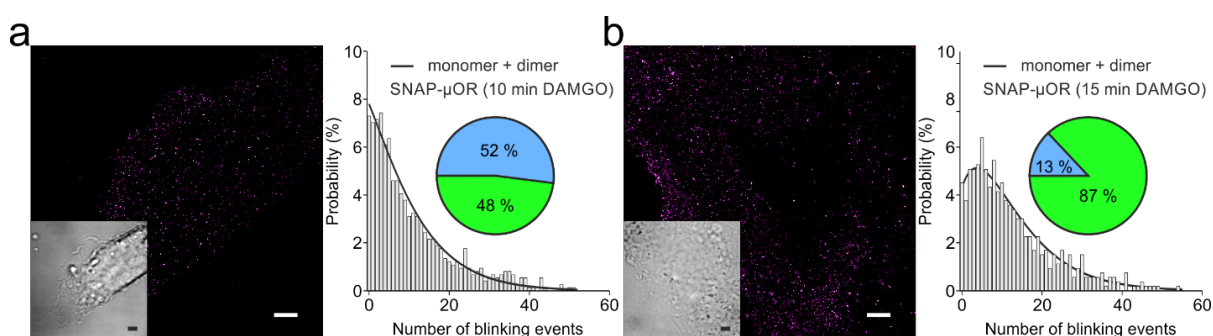 a
10
8
6
4
2
0
Probability (%)
monomer + dimer
SNAP-μOR (10 min DAMGO)
52 %
48 %
0 20 40 60
Number of blinking events
b
10
8
6
4
2
0
Probability (%)
monomer + dimer
SNAP-μOR (15 min DAMGO)
13 %
87 %
0 20 40 60
Number of blinking events